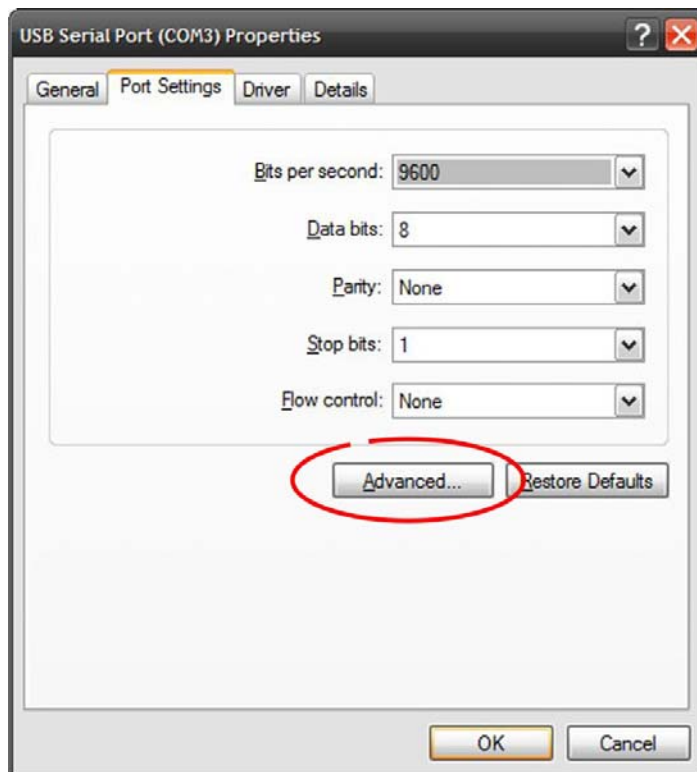 USB Serial Port (COM3) Properties
General Port Settings Driver Details
Bits per second: 9600
Data bits: 8
Parity: None
Stop bits: 1
Flow control: None
Advanced... Restore Defaults
OK Cancel